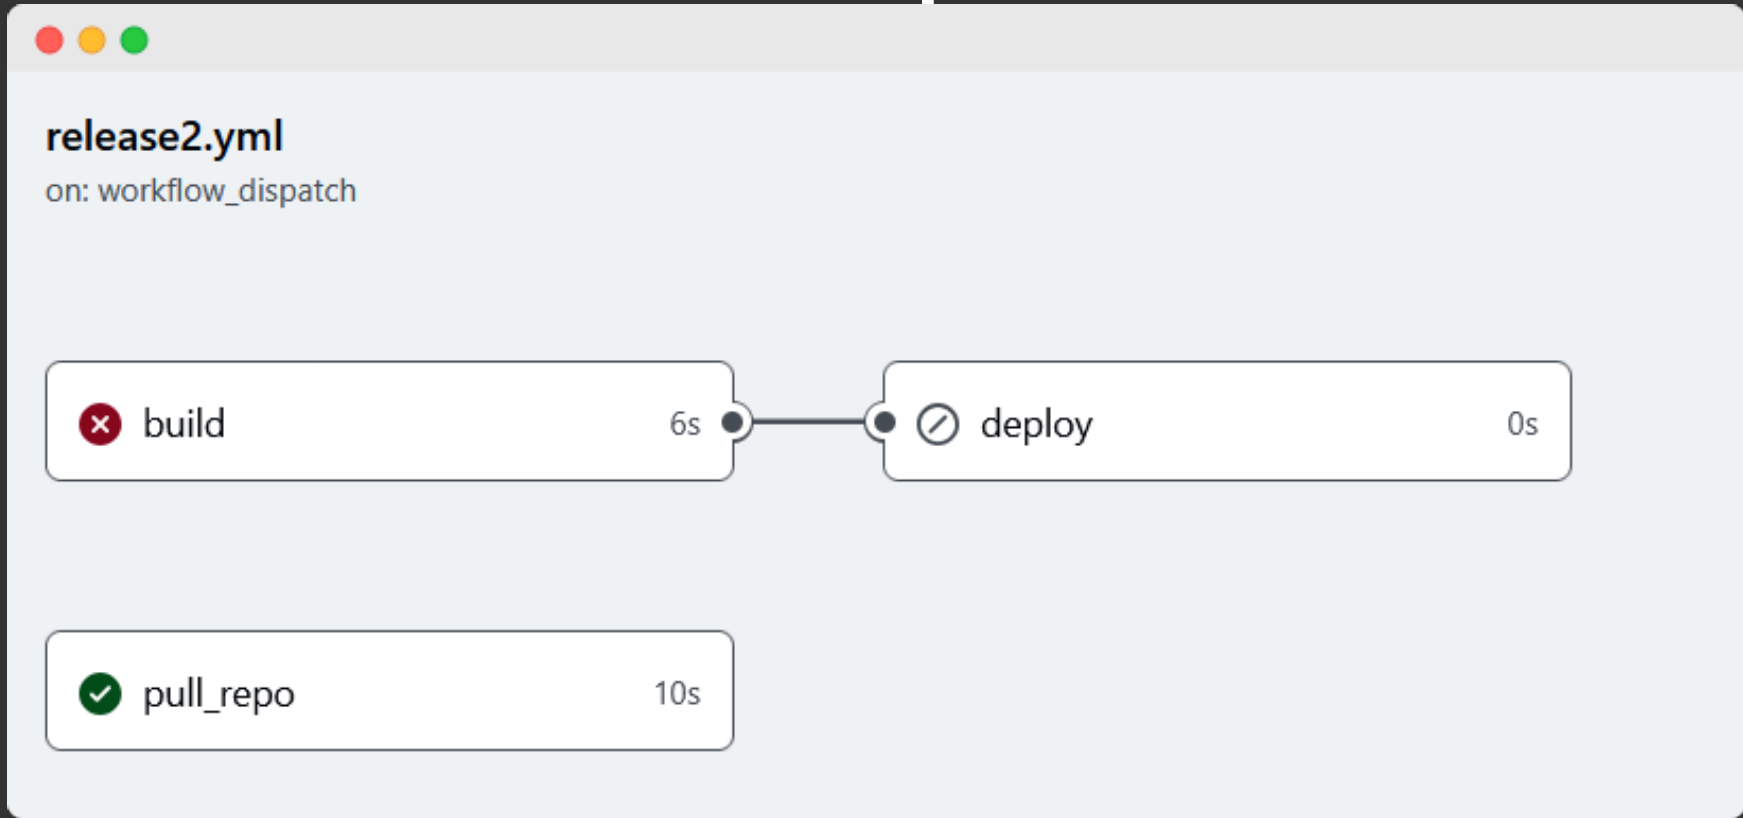 release2.yml
on: workflow_dispatch
build 6s
deploy 0s
pull_repo 10s